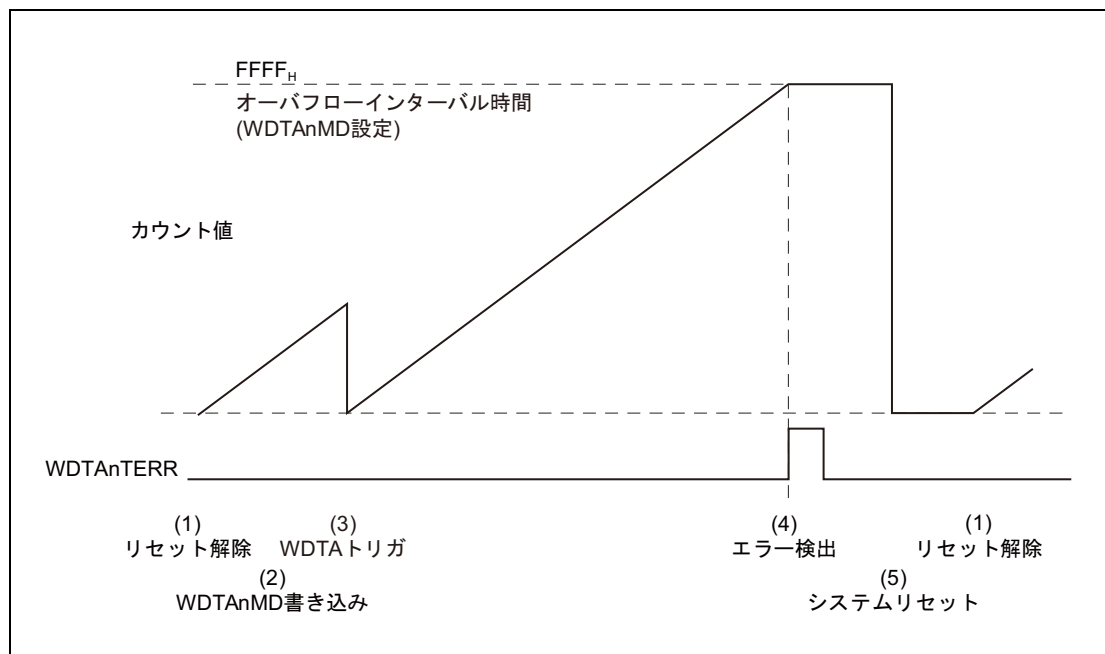 FFFFH
オーバフローインターバル時間
(WDTAnMD設定)
カウント値
WDTAnTERR
(1)
リセット解除
(2)
WDTAnMD書き込み
(3)
WDTAトリガ
(4)
エラー検出
(5)
システムリセット
(1)
リセット解除